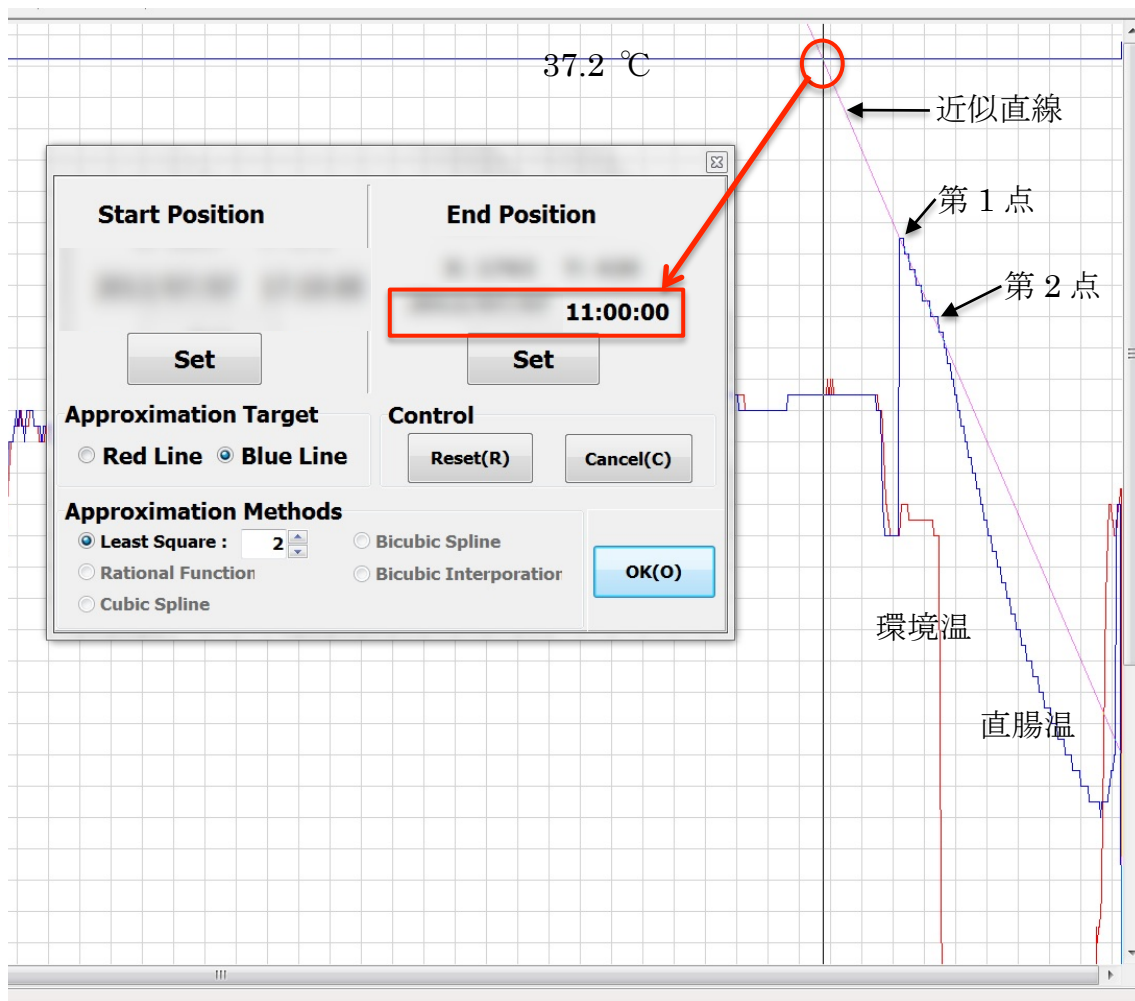 37.2 ℃
近似直線
第 1 点
第 2 点
Start Position
End Position
11:00:00
Set
Set
Approximation Target
Control
Red Line
Blue Line
Reset(R)
Cancel(C)
Approximation Methods
Least Square :
2
Bicubic Spline
Rational Function
Bicubic Interporation
Cubic Spline
OK(O)
環境温
直腸温